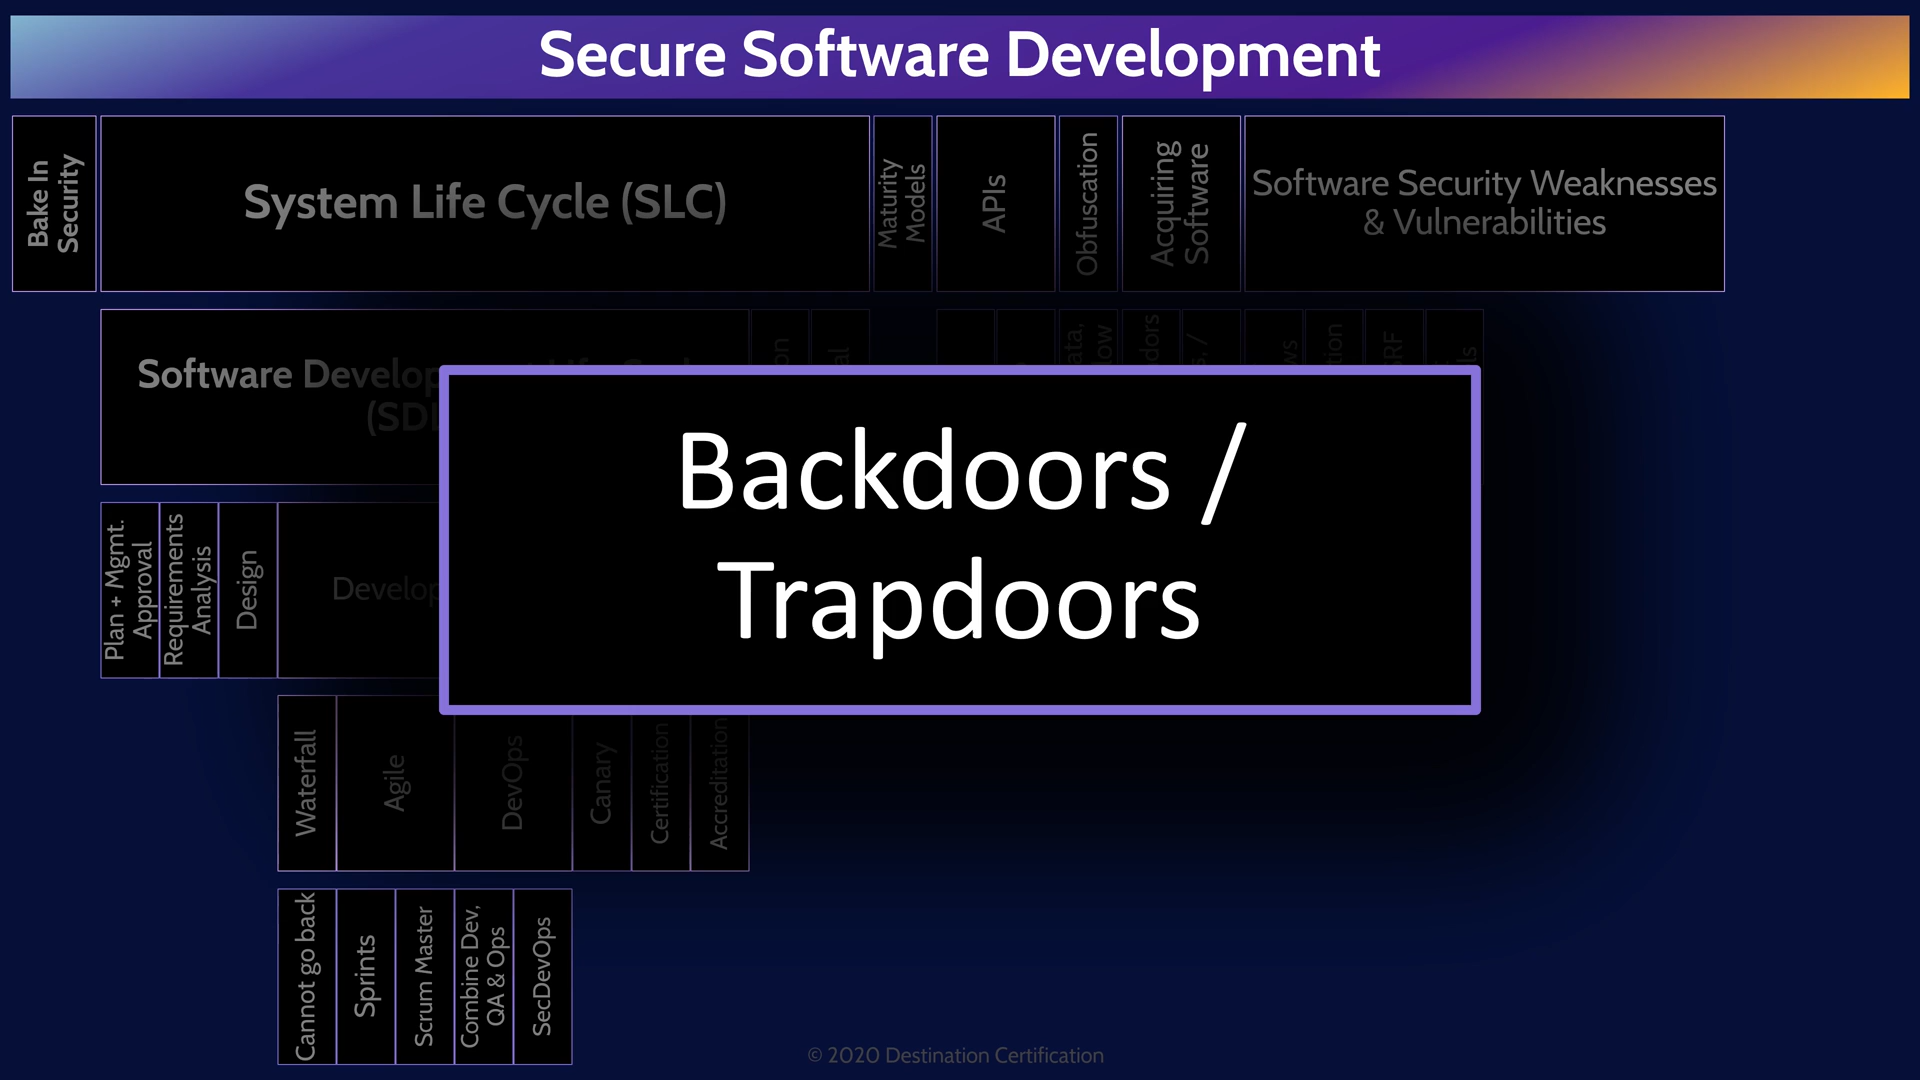 Secure Software Development
Bake In
Security
System Life Cycle (SLC)
Maturity
Models
APIs
Obfuscation
Acquiring
Software
Software Security Weaknesses
& Vulnerabilities
Software
Backdoors /
Trapdoors
Plan + Mgmt.
Approval
Requirements
Analysis
Design
Waterfall
Agile
DevOps
Canary
Certification
Accreditation
Cannot go back
Sprints
Scrum Master
Combine Dev,
QA & Ops
SecDevOps
© 2020 Destination Certification